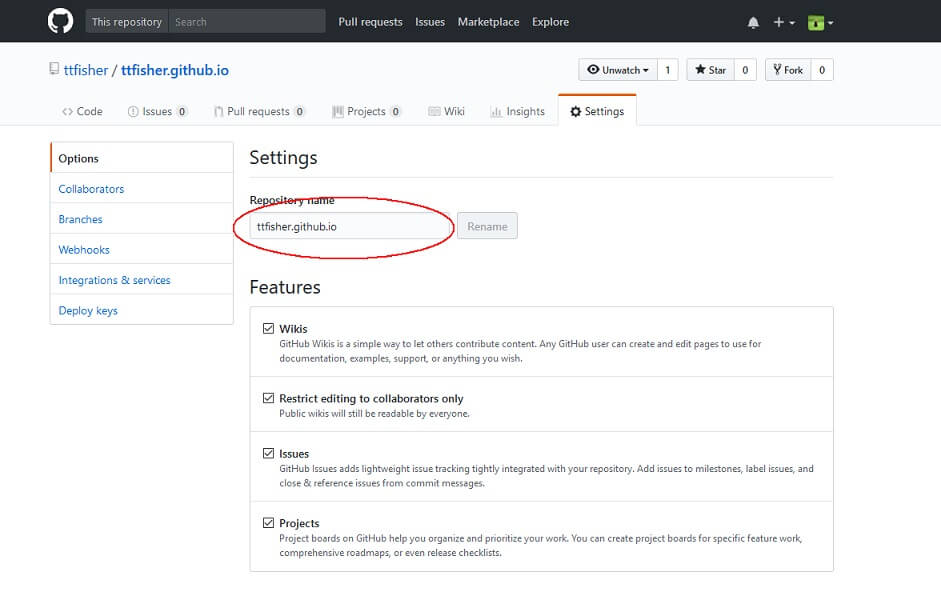 This repository Search Pull requests Issues Marketplace Explore
ttfisher / ttfisher.github.io Unwatch 1 Star 0 Fork 0
Code Issues 0 Pull requests 0 Projects 0 Wiki Insights Settings
Options
Collaborators
Branches
Webhooks
Integrations & services
Deploy keys
Settings
Repository name
ttfisher.github.io Rename
Features
Wikis
GitHub Wikis is a simple way to let others contribute content. Any GitHub user can create and edit pages to use for
documentation, examples, support, or anything you wish.
Restrict editing to collaborators only
Public wikis will still be readable by everyone.
Issues
GitHub Issues adds lightweight issue tracking tightly integrated with your repository. Add issues to milestones, label issues, and
close & reference issues from commit messages.
Projects
Project boards on GitHub help you organize and prioritize your work. You can create project boards for specific feature work,
comprehensive roadmaps, or even release checklists.